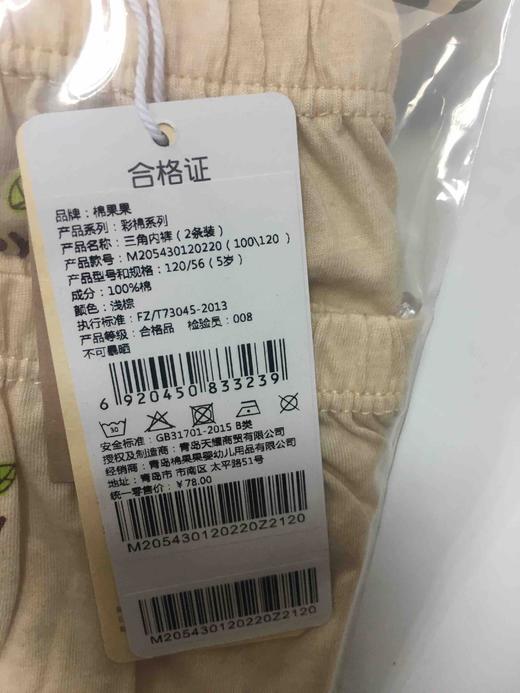 合格证
品牌：棉果果
产品系列：彩棉系列
产品名称：三角内裤（2条装）
产品款号：M205430120220（100\120）
产品型号和规格：120/56（5岁）
成分：100%棉
颜色：浅棕
执行标准：FZ/T73045-2013
产品等级：合格品 检验员：008
不可暴晒
6 920450 833239
30
安全标准：GB31701-2015 B类
授权及制造商：青岛天耀商贸有限公司
经销商：青岛棉果果婴幼儿用品有限公司
地址：青岛市 市南区 太平路51号
统一零售价：￥78.00
M205430120220Z2120
M205430120220Z2120